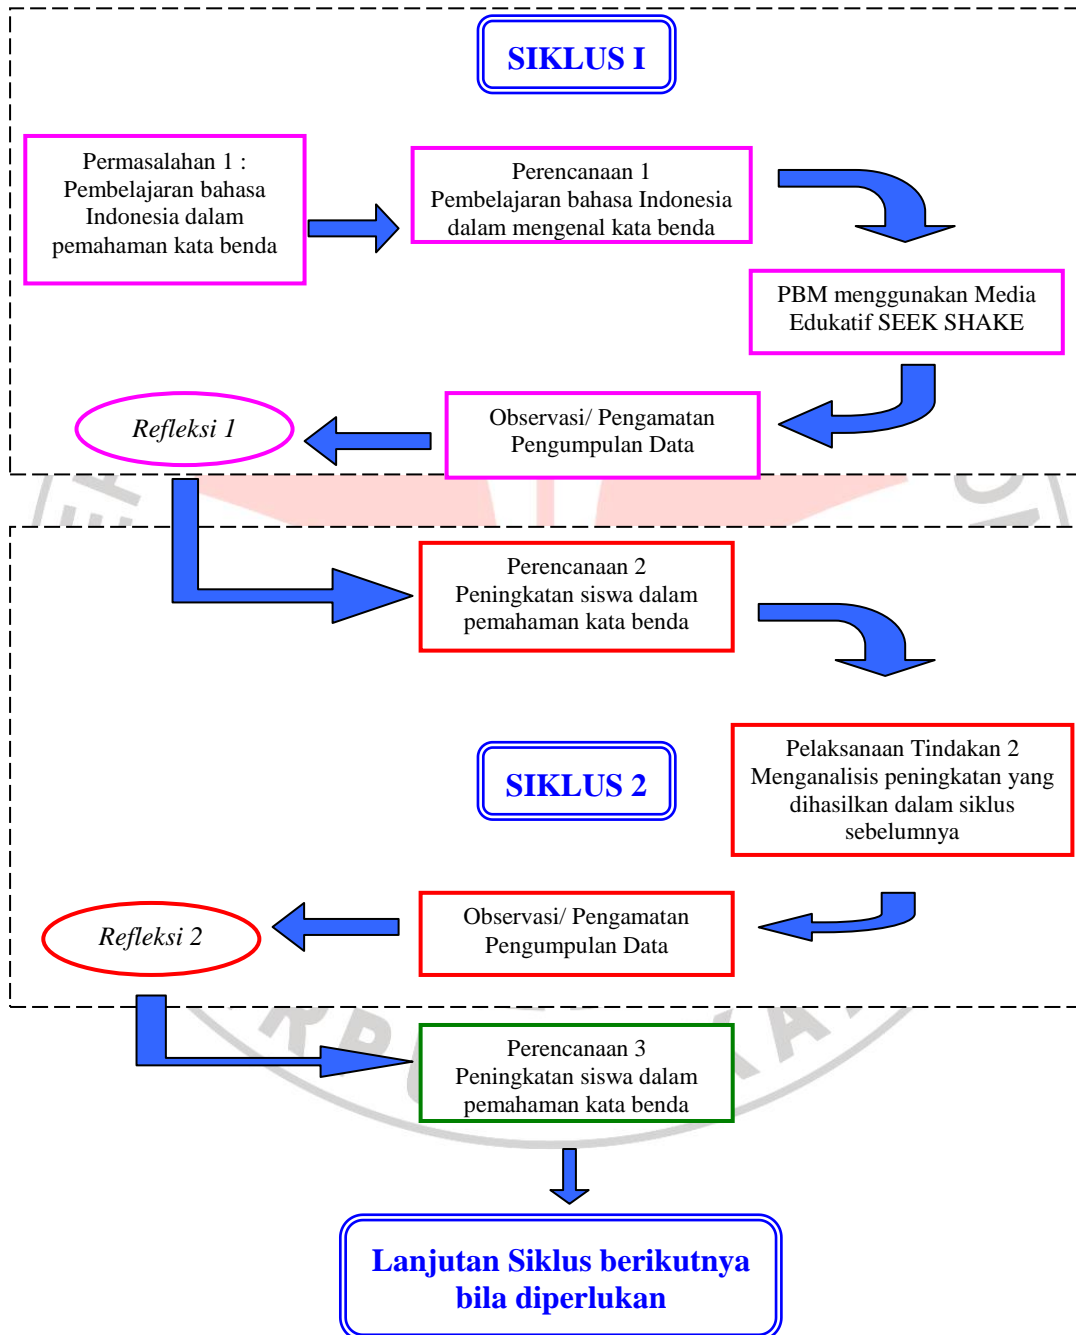 SIKLUS I
Permasalahan 1 :
Pembelajaran bahasa
Indonesia dalam
pemahaman kata benda
Perencanaan 1
Pembelajaran bahasa Indonesia
dalam mengenal kata benda
PBM menggunakan Media
Edukatif SEEK SHAKE
Observasi/ Pengamatan
Pengumpulan Data
Refleksi 1
Perencanaan 2
Peningkatan siswa dalam
pemahaman kata benda
SIKLUS 2
Pelaksanaan Tindakan 2
Menganalisis peningkatan yang
dihasilkan dalam siklus
sebelumnya
Observasi/ Pengamatan
Pengumpulan Data
Refleksi 2
Perencanaan 3
Peningkatan siswa dalam
pemahaman kata benda
Lanjutan Siklus berikutnya
bila diperlukan